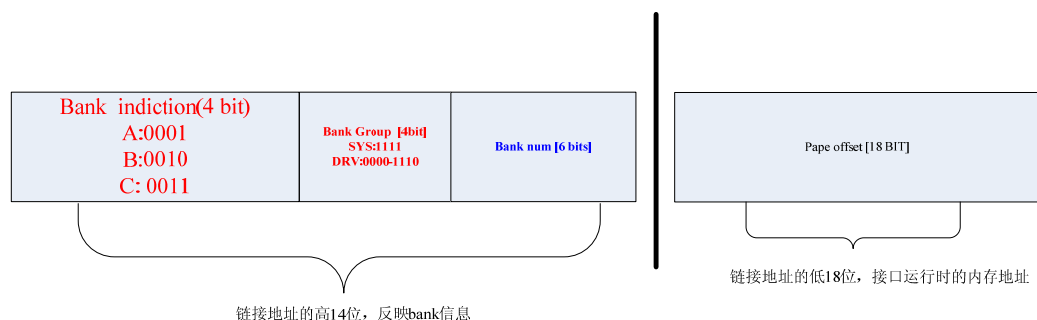 Bank indiction(4 bit)
A:0001
B:0010
C: 0011
Bank Group [4bit]
SYS:1111
DRV:0000-1110
Bank num [6 bits]
Pape offset [18 BIT]
链接地址的高14位，反映bank信息
链接地址的低18位，接口运行时的内存地址